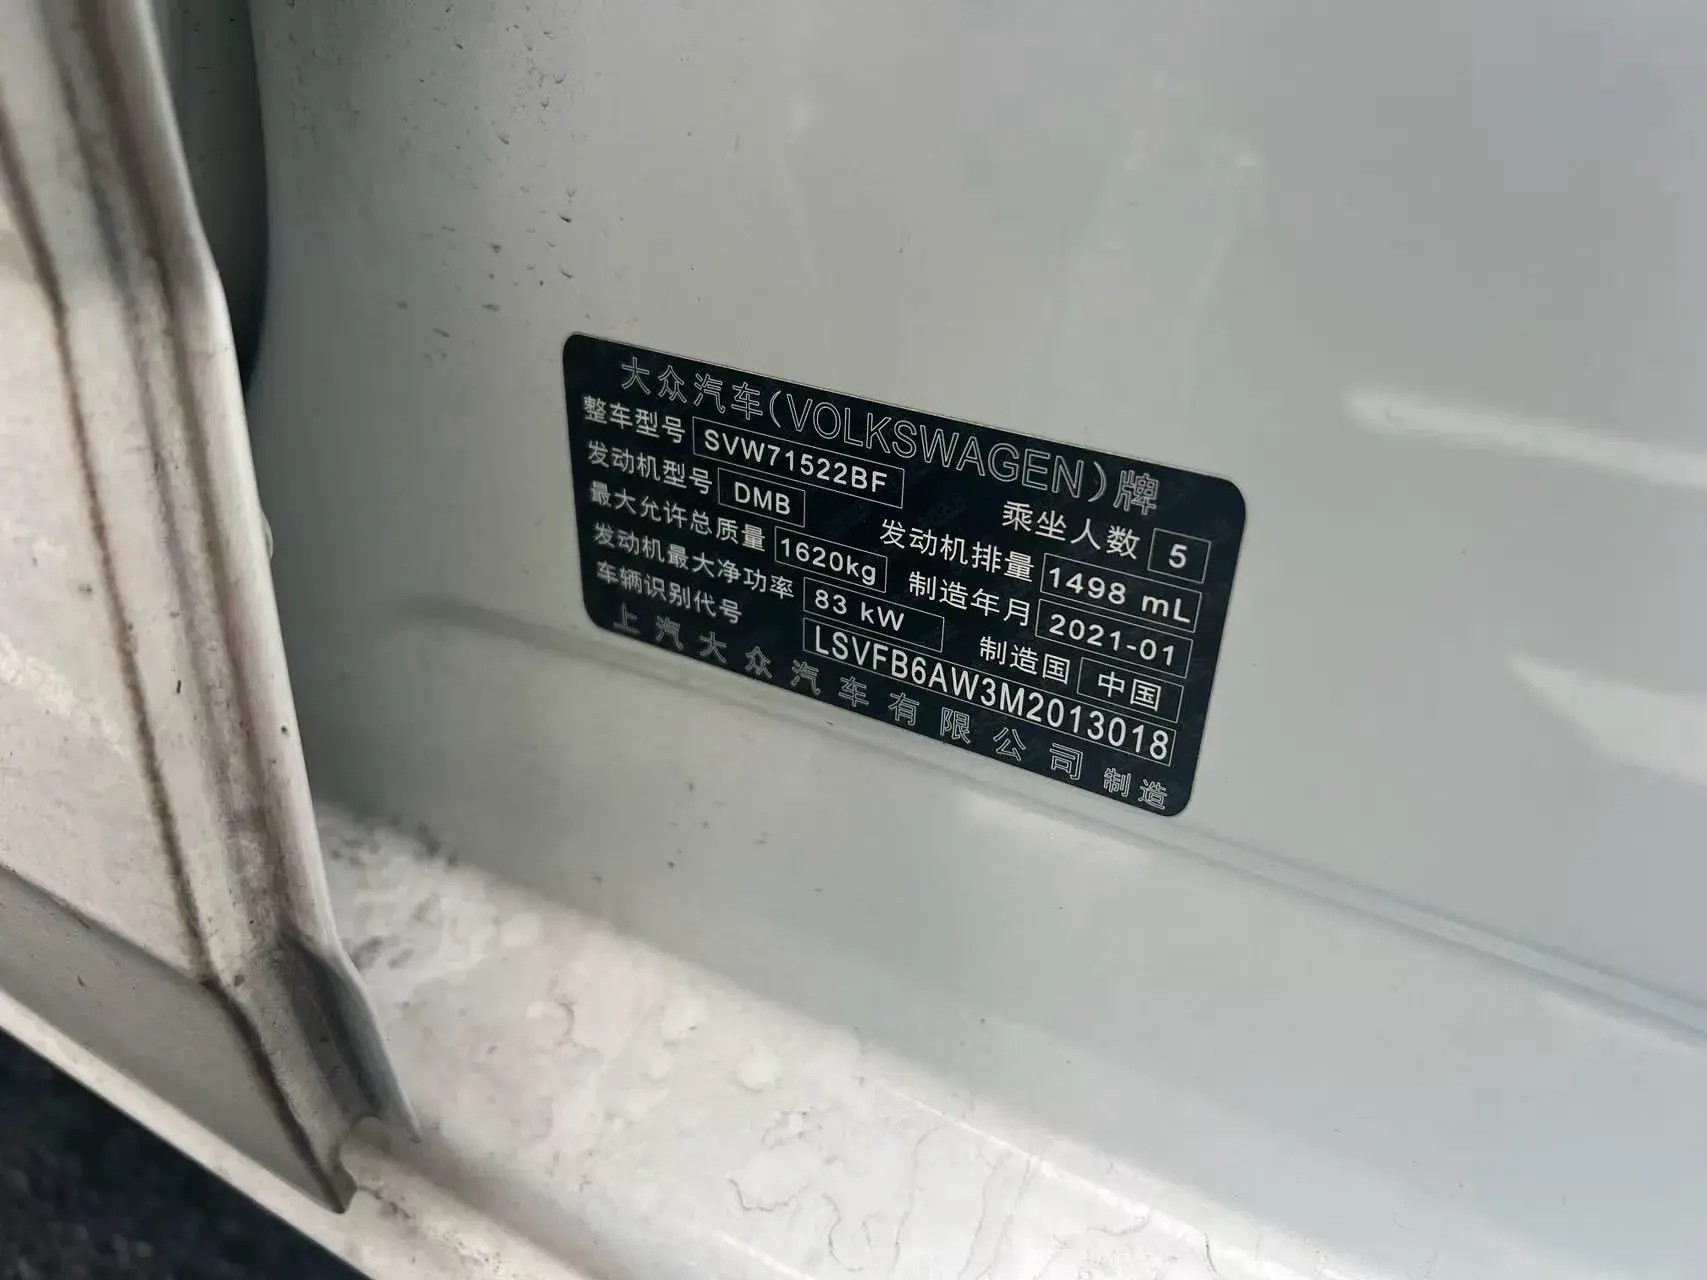 大众汽车(VOLKSWAGEN)牌
整车型号 SVW71522BF 乘坐人数 5
发动机型号 DMB 发动机排量 1498 mL
最大允许总质量 1620kg 制造年月 2021-01
发动机最大净功率 83 kW 制造国 中国
车辆识别代号 LSVFB6AW3M2013018
上汽大众汽车有限公司 制造